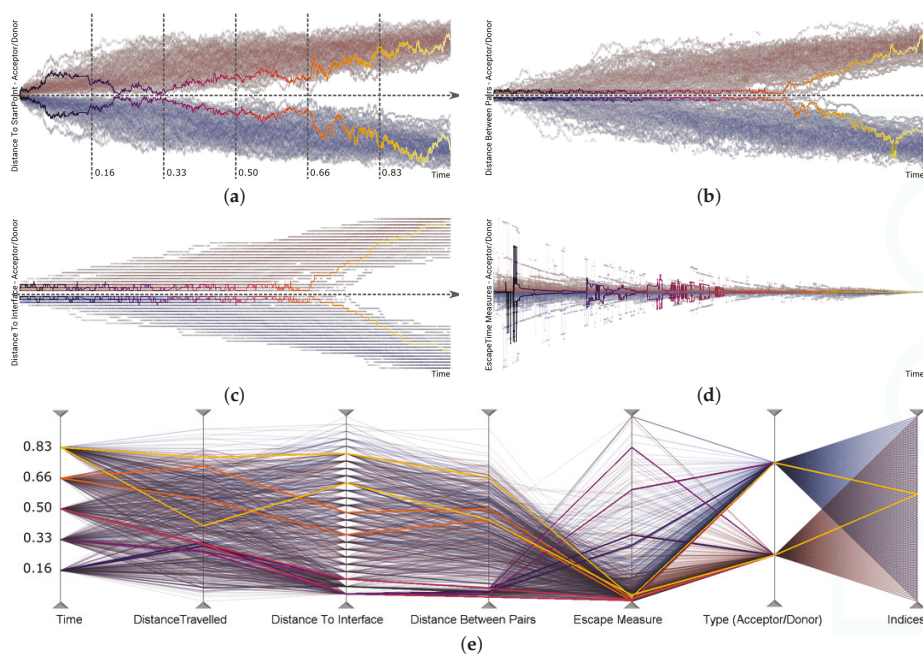 Distance To StartPoint - Acceptor/Donor
0.16
0.33
0.50
0.66
0.83
Time
(a)
Distance Between Pairs - Acceptor/Donor
Time
(b)
Distance To Interface - Acceptor/Donor
Time
(c)
EscapeTime Measures - Acceptor/Donor
Time
(d)
0.83
0.66
0.50
0.33
0.16
Time
DistanceTravelled
Distance To Interface
Distance Between Pairs
Escape Measure
Type (Acceptor/Donor)
Indices
(e)